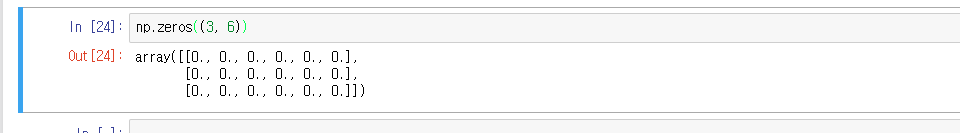 In [24]: np.zeros((3, 6))
Out[24]: array([[0., 0., 0., 0., 0., 0.],
[0., 0., 0., 0., 0., 0.],
[0., 0., 0., 0., 0., 0.]])
In [ ]: